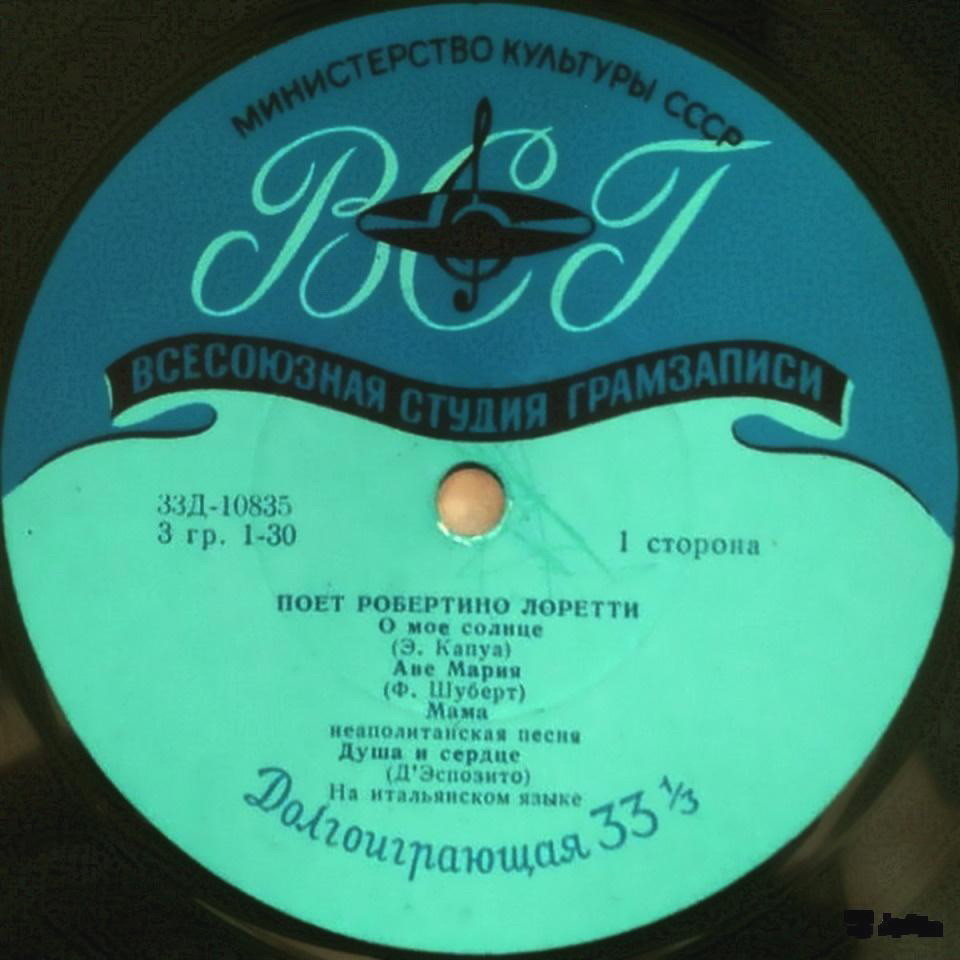 МИНИСТЕРСТВО КУЛЬТУРЫ СССР
ВСГ
ВСЕСОЮЗНАЯ СТУДИЯ ГРАМЗАПИСИ
33Д-10835
3 гр. 1-30
1 сторона
ПОЕТ РОБЕРТИНО ЛОРЕТТИ
О мое солнце
(Э. Капуа)
Аве Мария
(Ф. Шуберт)
Мама
неаполитанская песня
Душа и сердце
(Д'Эспозито)
На итальянском языке
Долгоиграющая 33 1/3